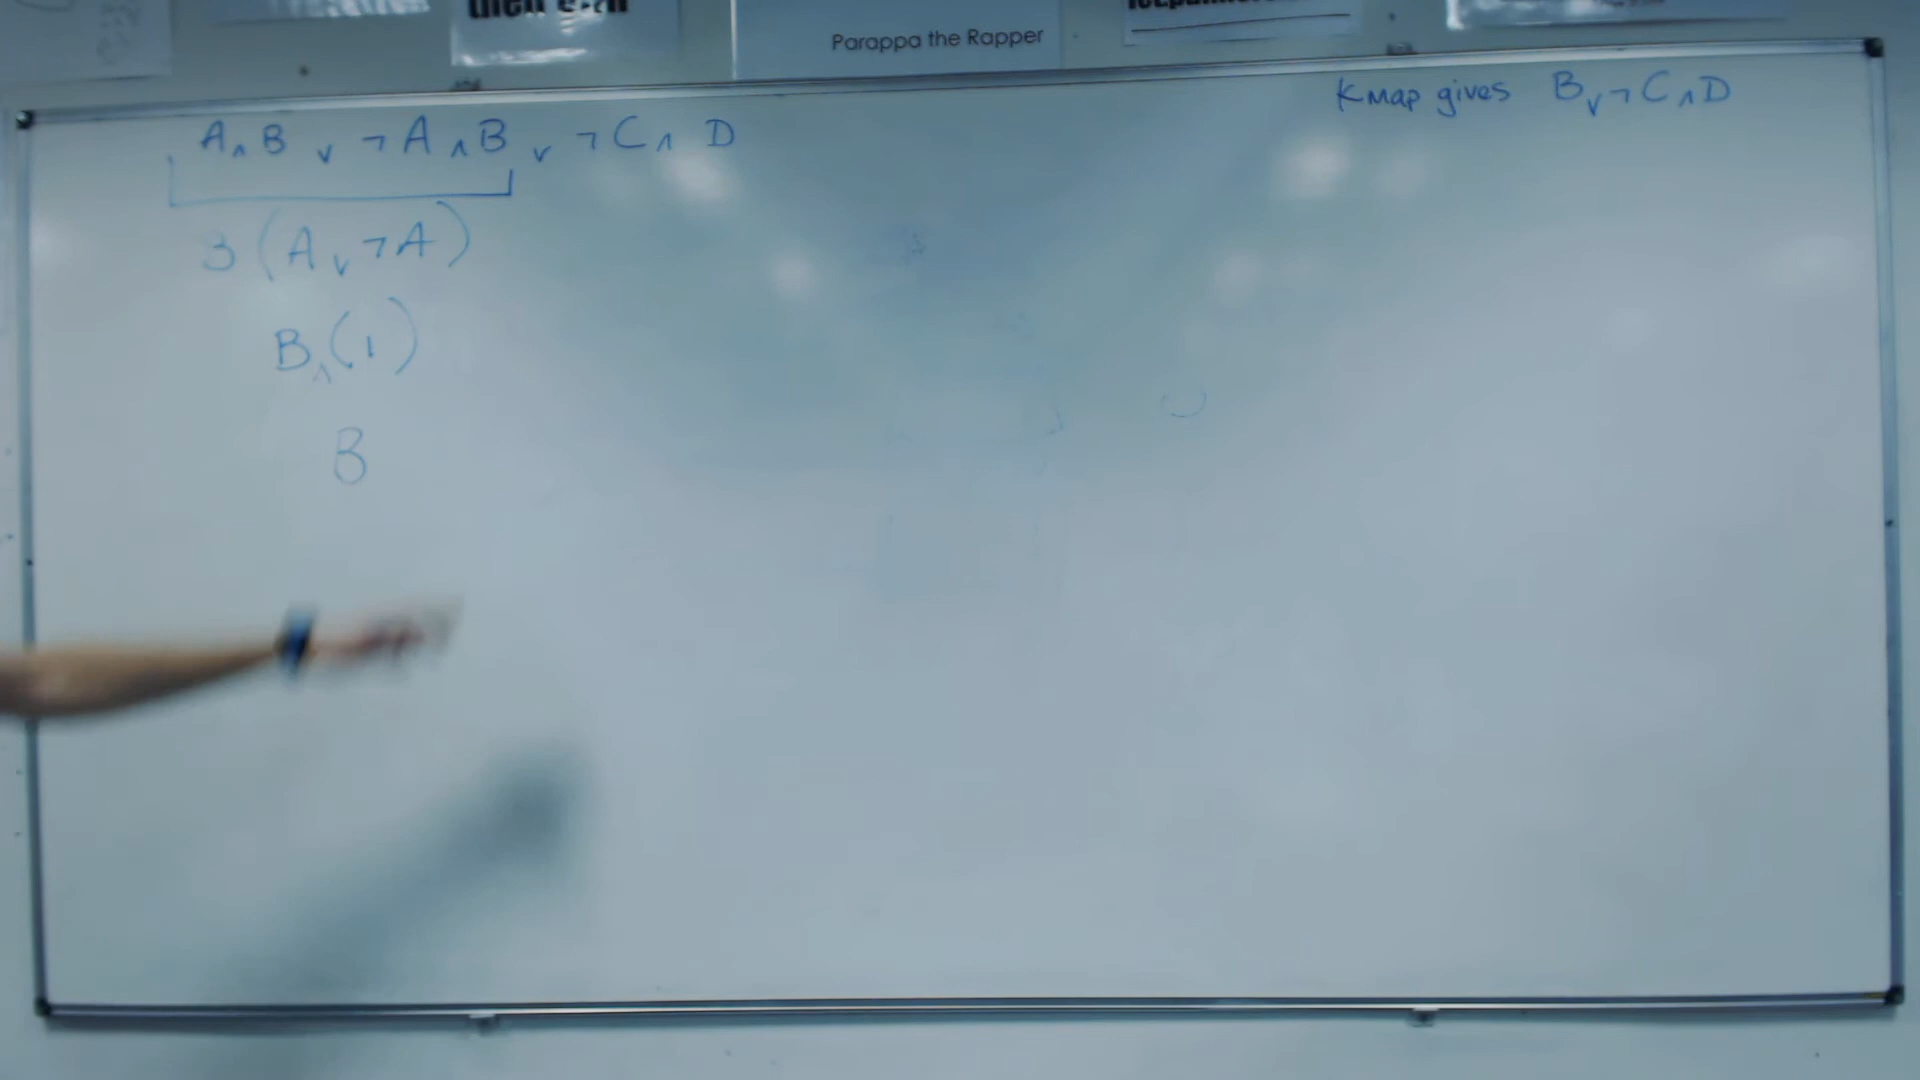 Parappa the Rapper
Kmap gives B ∨ ¬ C ∧ D
A ∧ B ∨ ¬ A ∧ B ∨ ¬ C ∧ D
B (A ∨ ¬ A)
B ∧ (1)
B